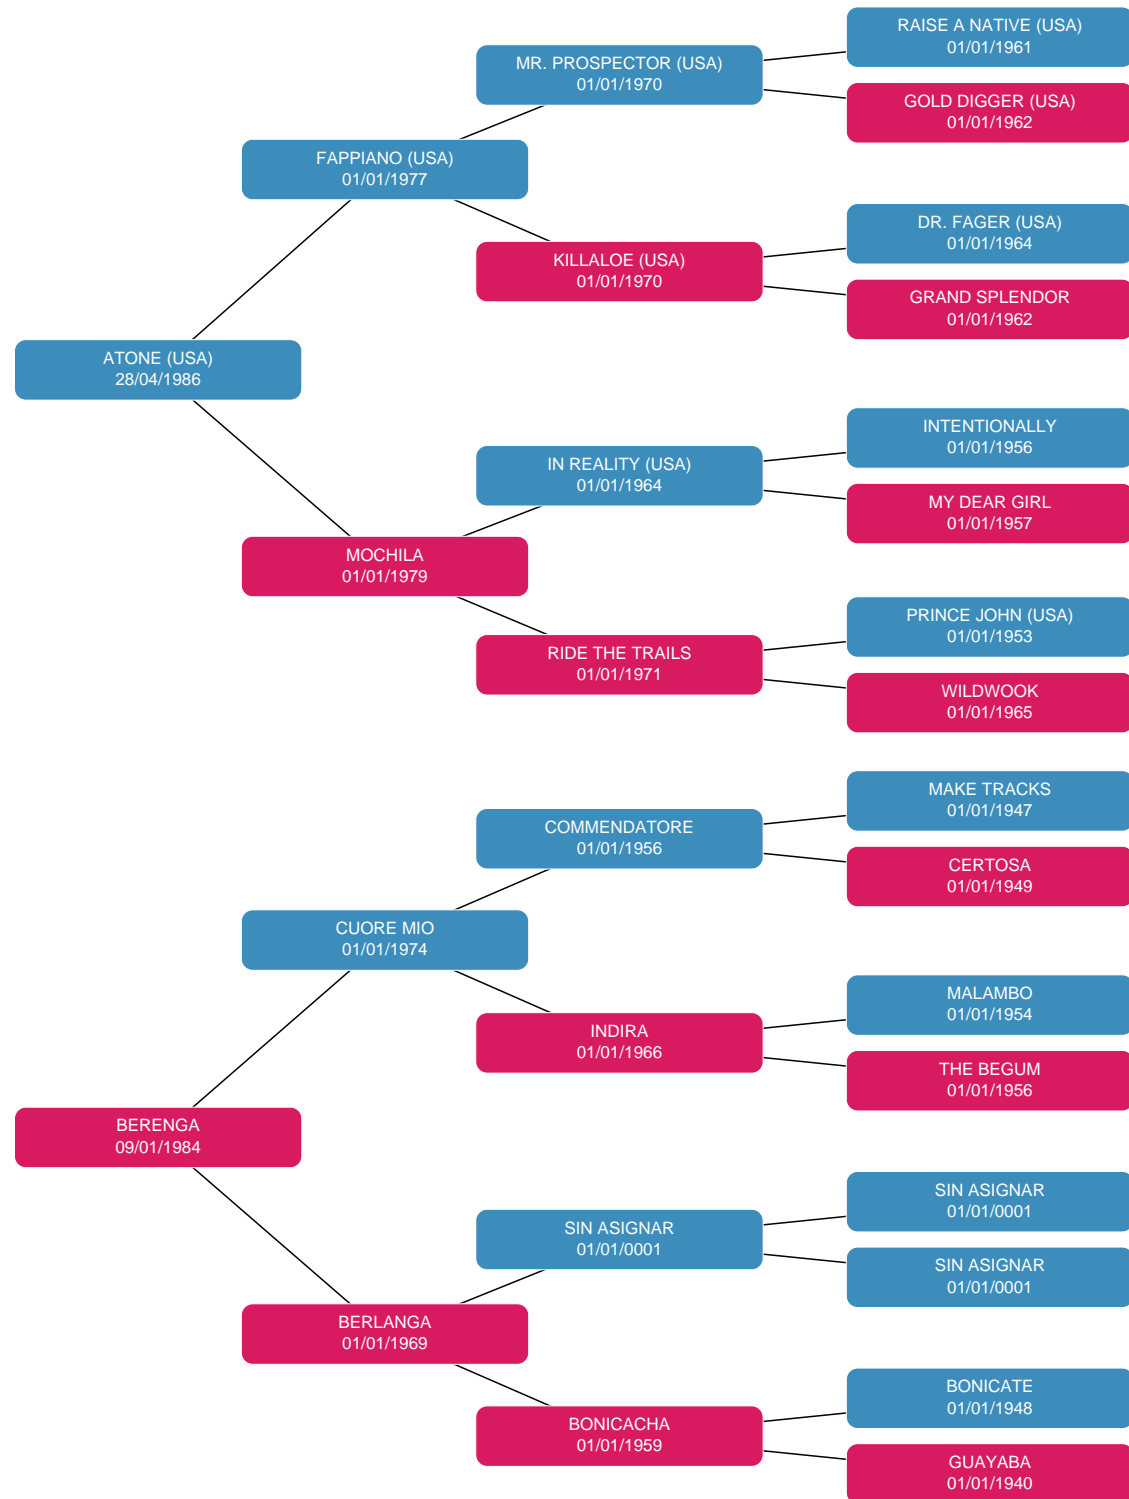 RAISE A NATIVE (USA)
01/01/1961
MR. PROSPECTOR (USA)
01/01/1970
GOLD DIGGER (USA)
01/01/1962
FAPPIANO (USA)
01/01/1977
DR. FAGER (USA)
01/01/1964
KILLALOE (USA)
01/01/1970
GRAND SPLENDOR
01/01/1962
ATONE (USA)
28/04/1986
INTENTIONALLY
01/01/1956
IN REALITY (USA)
01/01/1964
MY DEAR GIRL
01/01/1957
MOCHILA
01/01/1979
PRINCE JOHN (USA)
01/01/1953
RIDE THE TRAILS
01/01/1971
WILDWOOK
01/01/1965
MAKE TRACKS
01/01/1947
COMMENDATORE
01/01/1956
CERTOSA
01/01/1949
CUORE MIO
01/01/1974
MALAMBO
01/01/1954
INDIRA
01/01/1966
THE BEGUM
01/01/1956
BERENGA
09/01/1984
SIN ASIGNAR
01/01/0001
SIN ASIGNAR
01/01/0001
SIN ASIGNAR
01/01/0001
BERLANGA
01/01/1969
BONICATE
01/01/1948
BONICACHA
01/01/1959
GUAYABA
01/01/1940